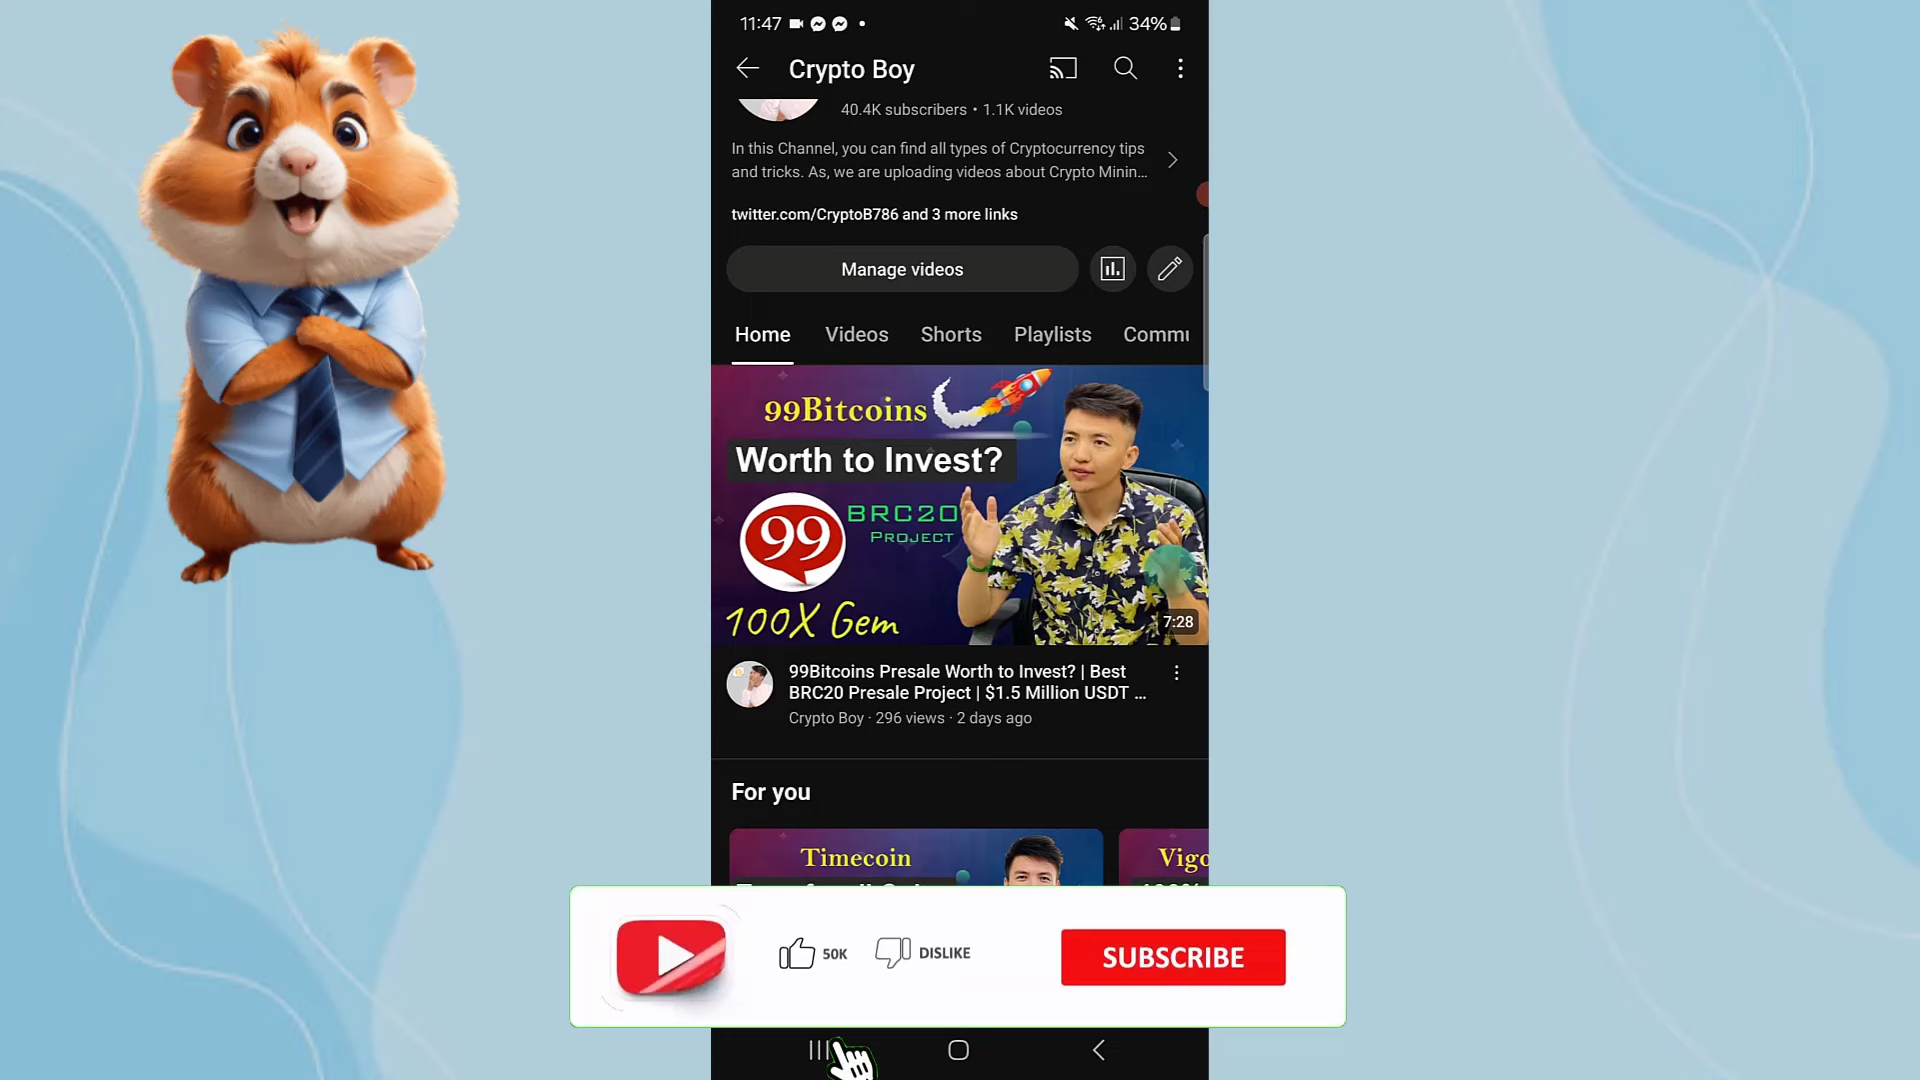 11:47
34%
Crypto Boy
40.4K subscribers • 1.1K videos
In this Channel, you can find all types of Cryptocurrency tips
and tricks. As, we are uploading videos about Crypto Minin...
twitter.com/CryptoB786 and 3 more links
Manage videos
Home Videos Shorts Playlists Commu
99Bitcoins
Worth to Invest?
99
BRC20
PROJECT
100X Gem
7:28
99Bitcoins Presale Worth to Invest? | Best
BRC20 Presale Project | $1.5 Million USDT ...
Crypto Boy · 296 views · 2 days ago
For you
Timecoin
Vigo
50K
DISLIKE
SUBSCRIBE